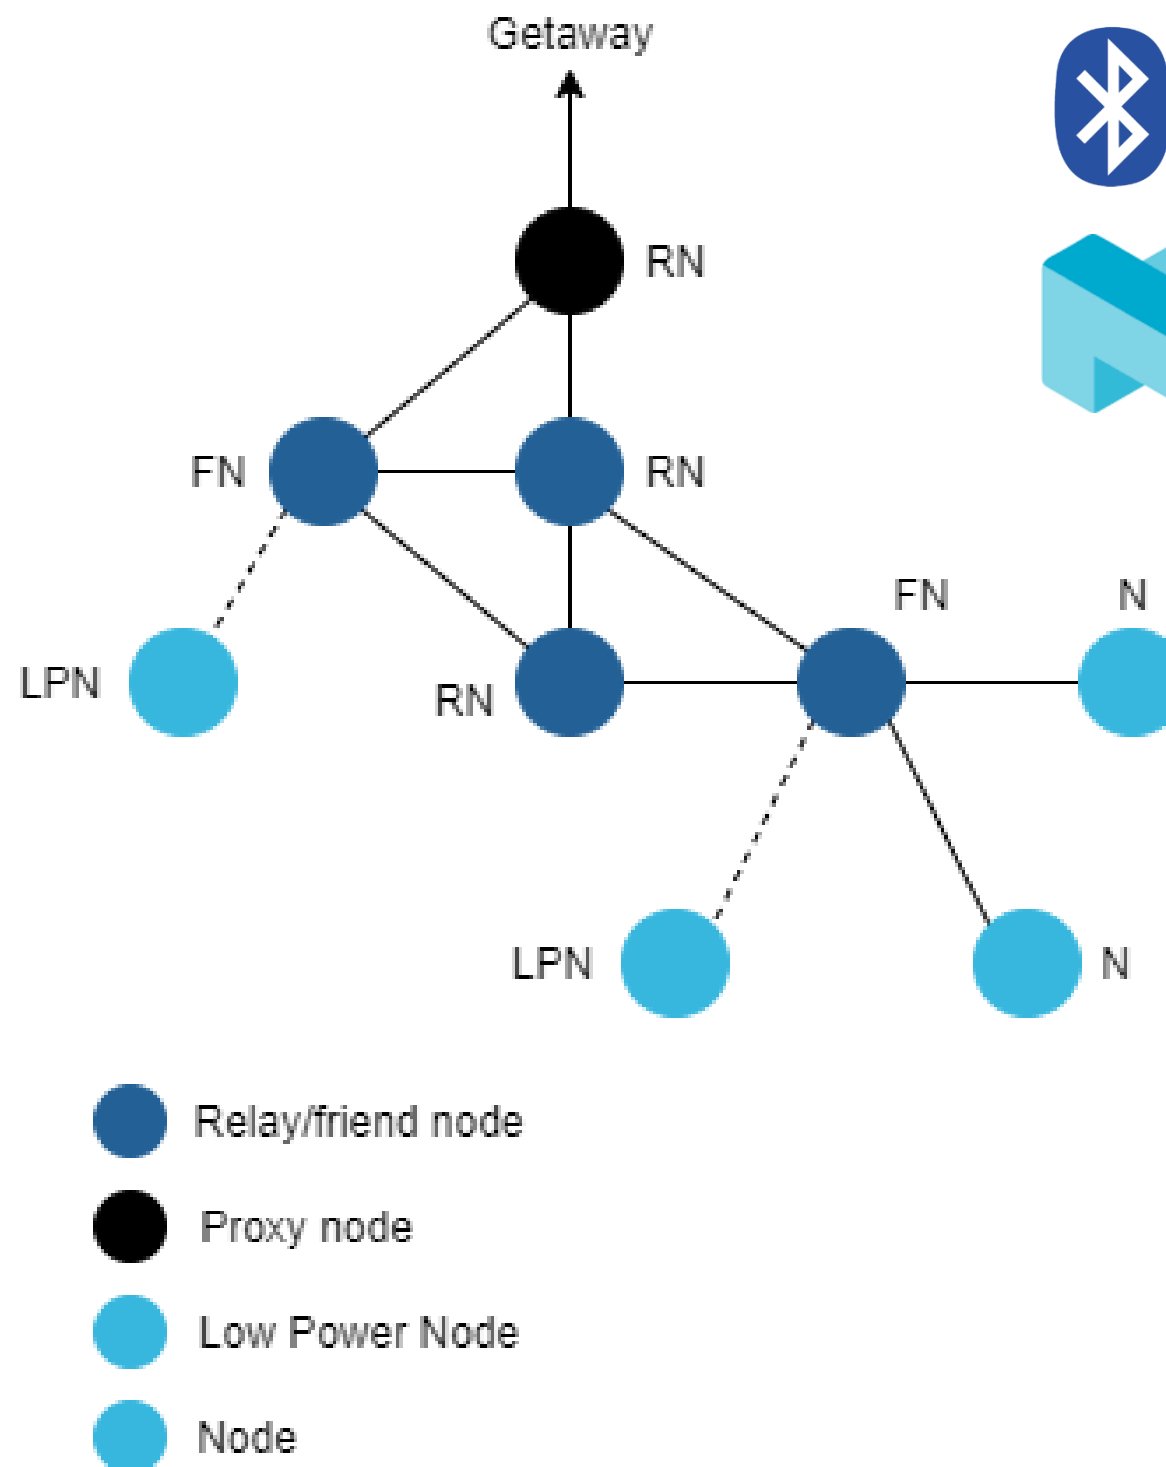 Getaway
RN
FN
RN
FN
N
LPN
RN
LPN
N
Relay/friend node
Proxy node
Low Power Node
Node